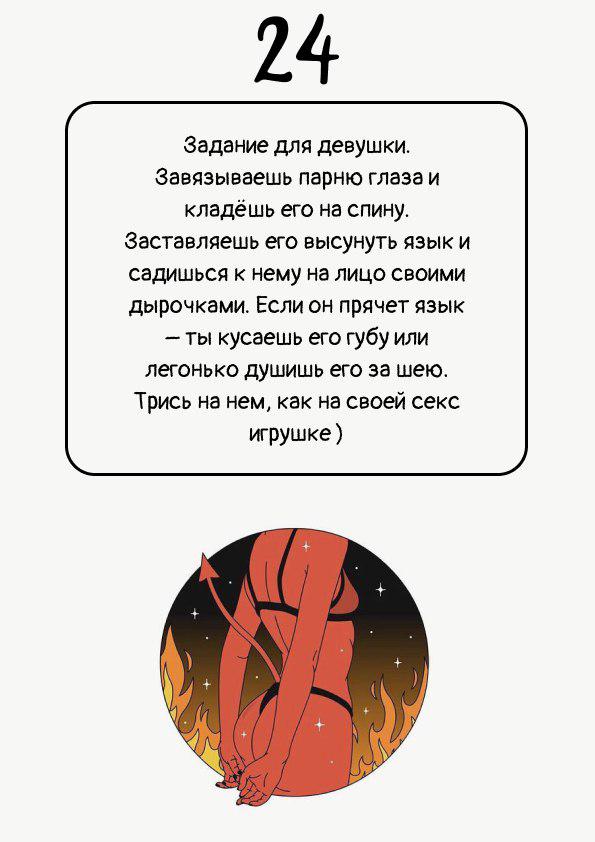 24
Задание для девушки.
Завязываешь парню глаза и
кладёшь его на спину.
Заставляешь его высунуть язык и
садишься к нему на лицо своими
дырочками. Если он прячет язык
– ты кусаешь его губу или
легонько душишь его за шею.
Трись на нем, как на своей секс
игрушке)